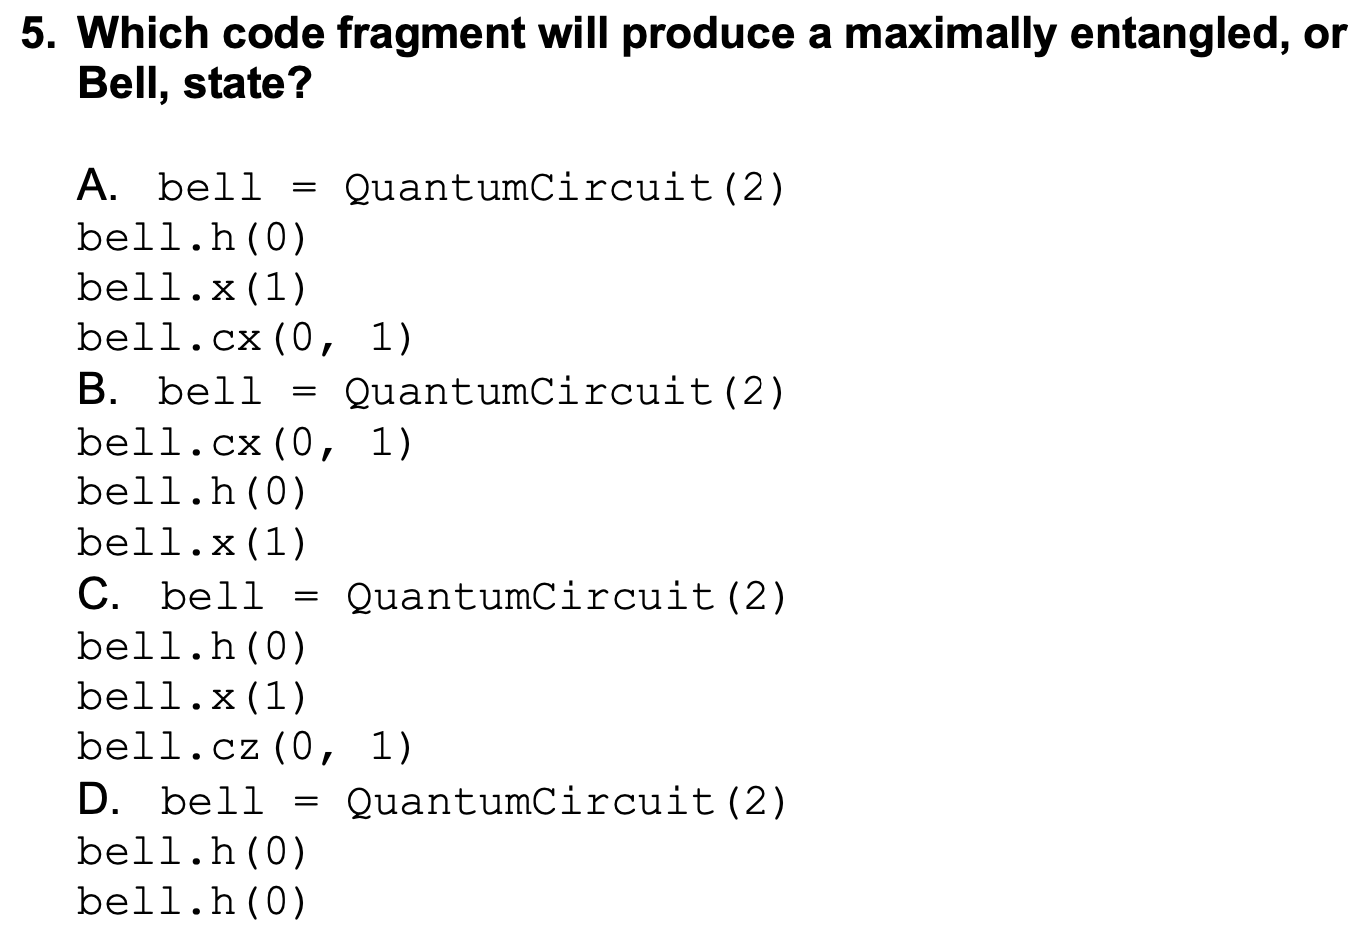 5. Which code fragment will produce a maximally entangled, or
Bell, state?
A. bell = QuantumCircuit(2)
bell.h(0)
bell.x(1)
bell.cx(0, 1)
B. bell = QuantumCircuit(2)
bell.cx(0, 1)
bell.h(0)
bell.x(1)
C. bell = QuantumCircuit(2)
bell.h(0)
bell.x(1)
bell.cz(0, 1)
D. bell = QuantumCircuit(2)
bell.h(0)
bell.h(0)